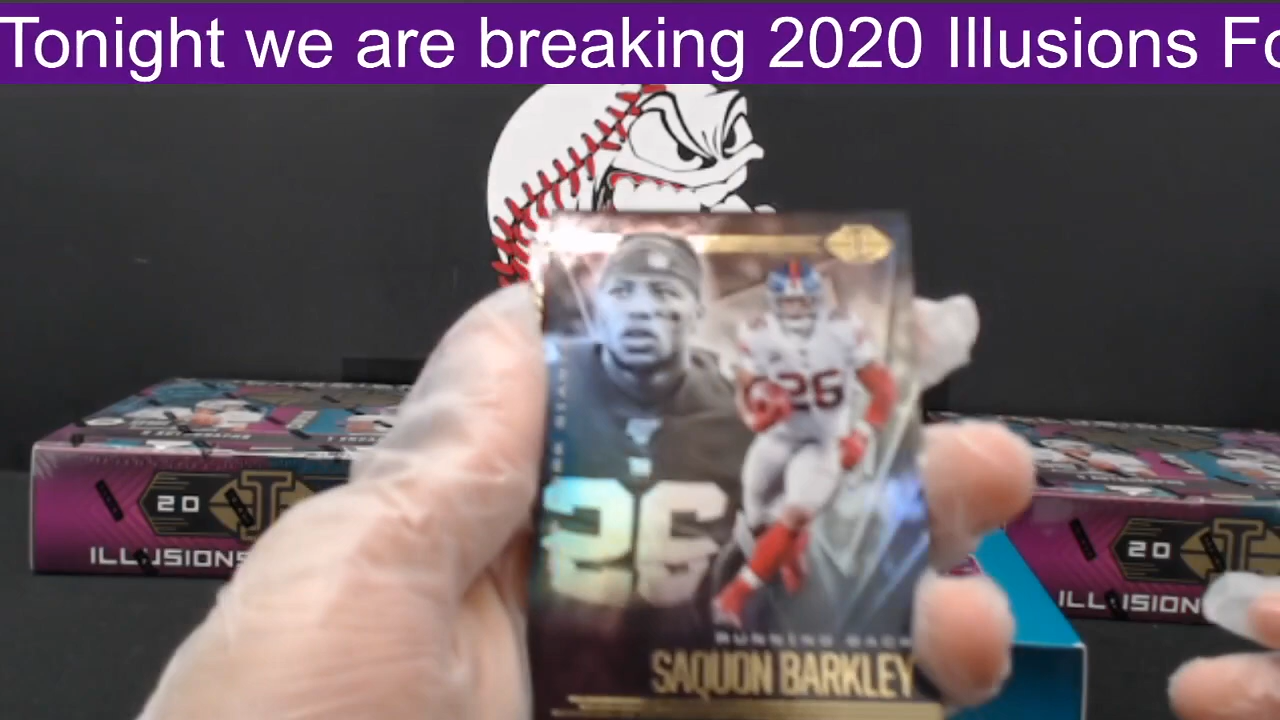 Tonight we are breaking 2020 Illusions Fo
26
26
RUNNING BACK
SAQUON BARKLEY
20
ILLUSIONS
20
ILLUSION